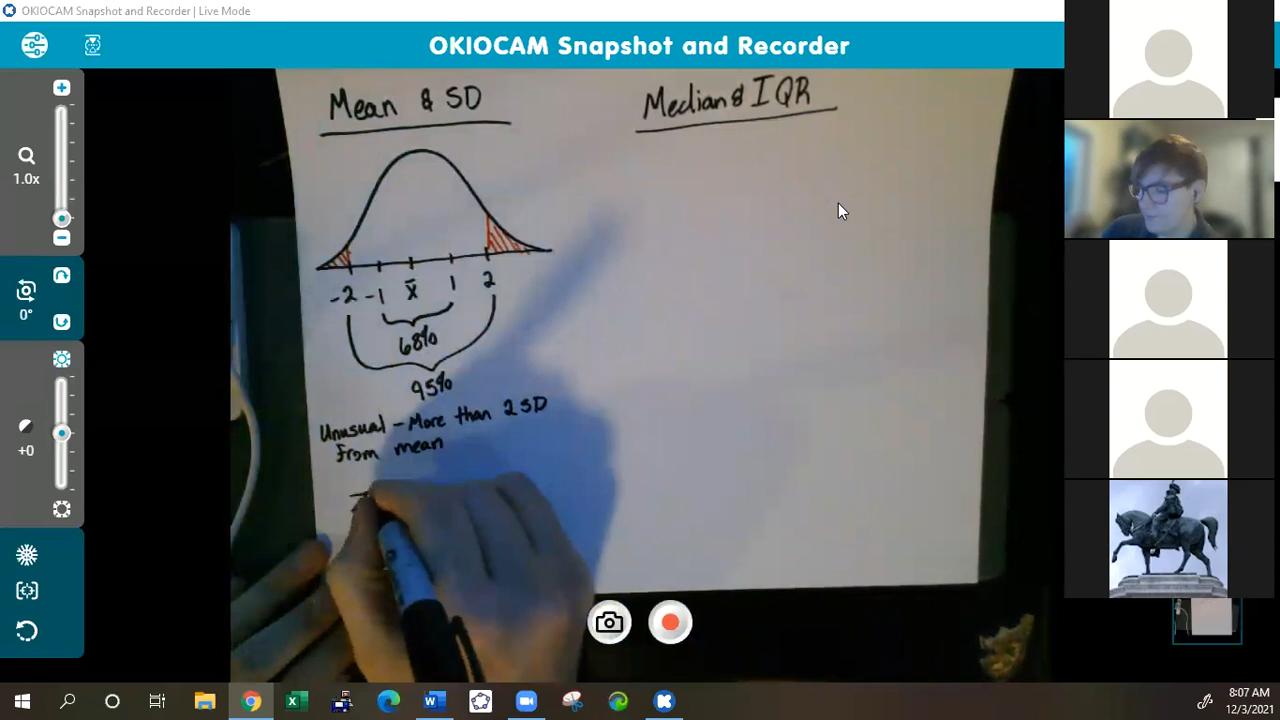 OKIOCAM Snapshot and Recorder | Live Mode
OKIOCAM Snapshot and Recorder
1.0x
0°
+0
Mean & SD
-2 -1 x̄ 1 2
68%
95%
Unusual - More than 2 SD
from mean
Median & IQR
8:07 AM
12/3/2021